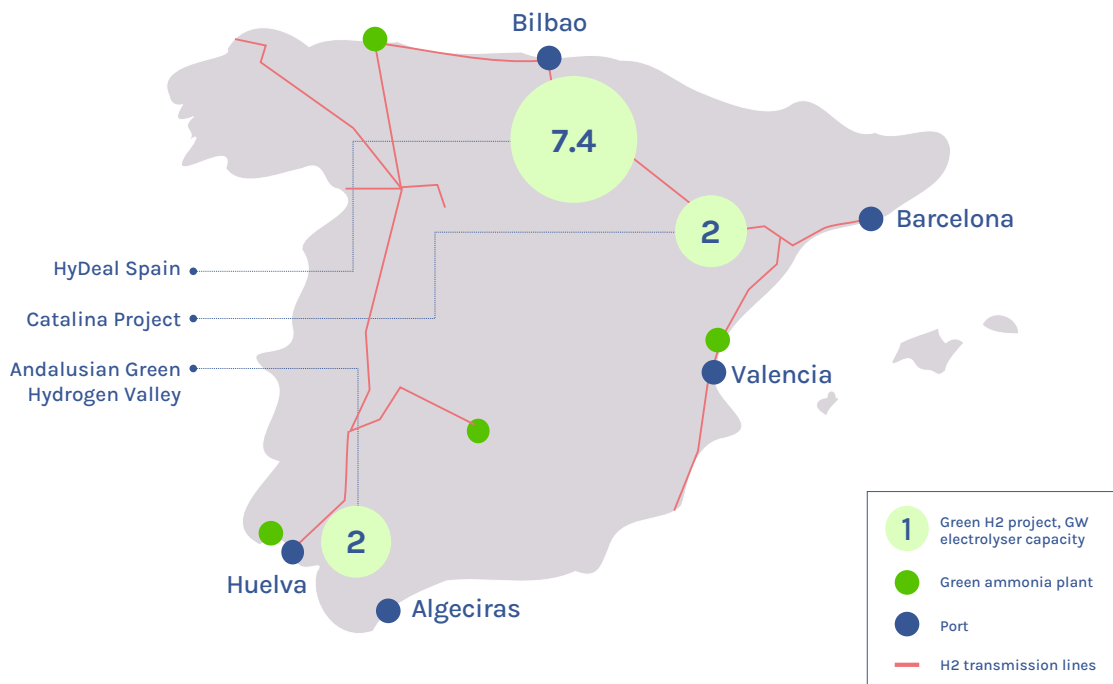 Bilbao
7.4
Barcelona
2
HyDeal Spain
Catalina Project
Andalusian Green
Hydrogen Valley
Valencia
2
Huelva
Algeciras
1
Green H2 project, GW
electrolyser capacity
Green ammonia plant
Port
H2 transmission lines